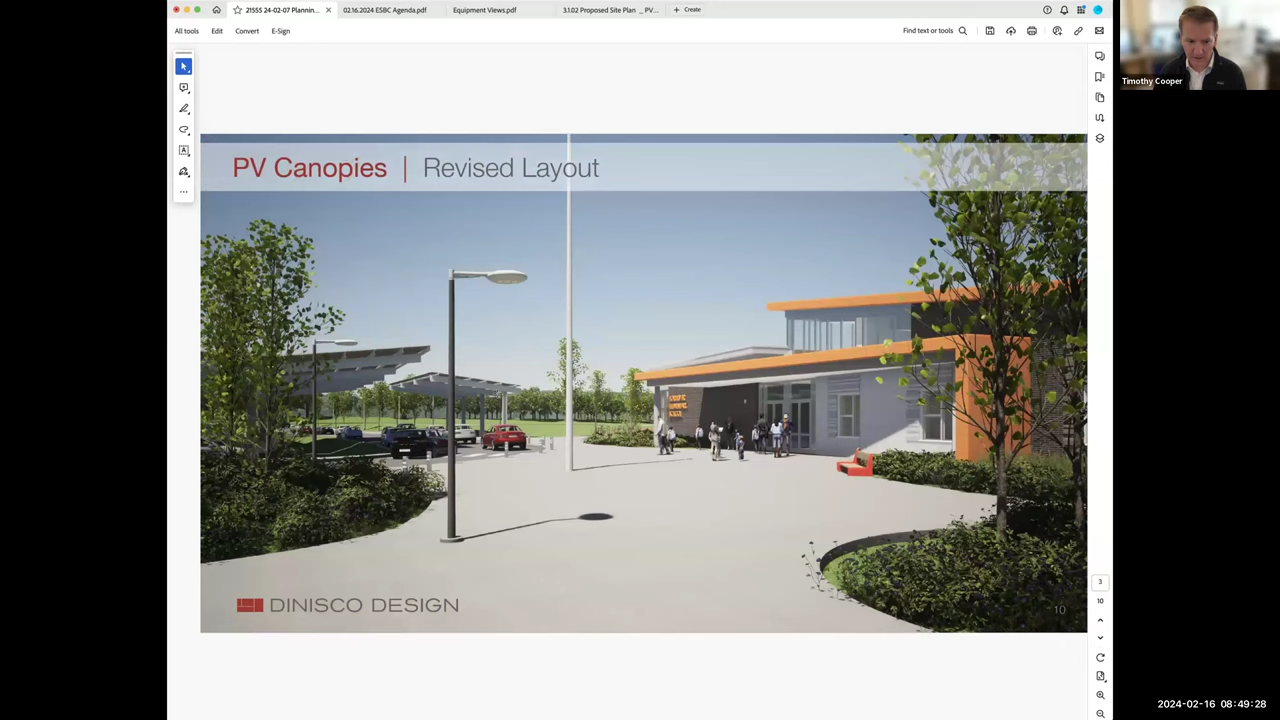 21555 24-02-07 Plannin...
02.16.2024 ESBC Agenda.pdf
Equipment Views.pdf
3.1.02 Proposed Site Plan _ PV...
Create
All tools
Edit
Convert
E-Sign
Find text or tools
Timothy Cooper
PV Canopies | Revised Layout
DINISCO DESIGN
10
3
10
2024-02-16 08:49:28